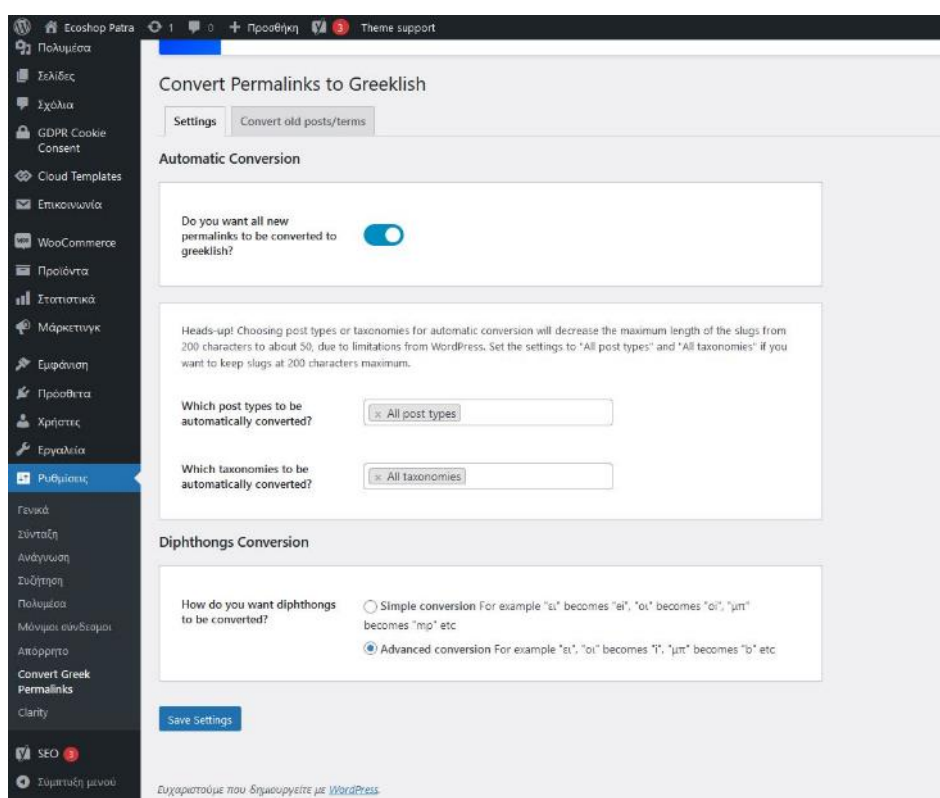 Ecoshop Patra 1 0 + Προσθήκη 3 Theme support
Πολυμέσα
Σελίδες
Σχόλια
GDPR Cookie
Consent
Cloud Templates
Επικοινωνία
WooCommerce
Προϊόντα
Στατιστικά
Μάρκετινγκ
Εμφάνιση
Πρόσθετα
Χρήστες
Εργαλεία
Ρυθμίσεις
Γενικά
Σύνταξη
Ανάγνωση
Συζήτηση
Πολυμέσα
Μόνιμοι σύνδεσμοι
Απόρρητο
Convert Greek
Permalinks
Clarity
SEO 3
Σύμπτυξη μενού
Convert Permalinks to Greeklish
Settings Convert old posts/terms
Automatic Conversion
Do you want all new
permalinks to be converted to
greeklish?
Heads-up! Choosing post types or taxonomies for automatic conversion will decrease the maximum length of the slugs from
200 characters to about 50, due to limitations from WordPress. Set the settings to "All post types" and "All taxonomies" if you
want to keep slugs at 200 characters maximum.
Which post types to be
automatically converted?
× All post types
Which taxonomies to be
automatically converted?
× All taxonomies
Diphthongs Conversion
How do you want diphthongs
to be converted?
Simple conversion For example "ει" becomes "ei", "οι" becomes "oi", "μπ"
becomes "mp" etc
Advanced conversion For example "ει", "οι" becomes "i", "μπ" becomes "b" etc
Save Settings
Ευχαριστούμε που δημιουργείτε με WordPress.